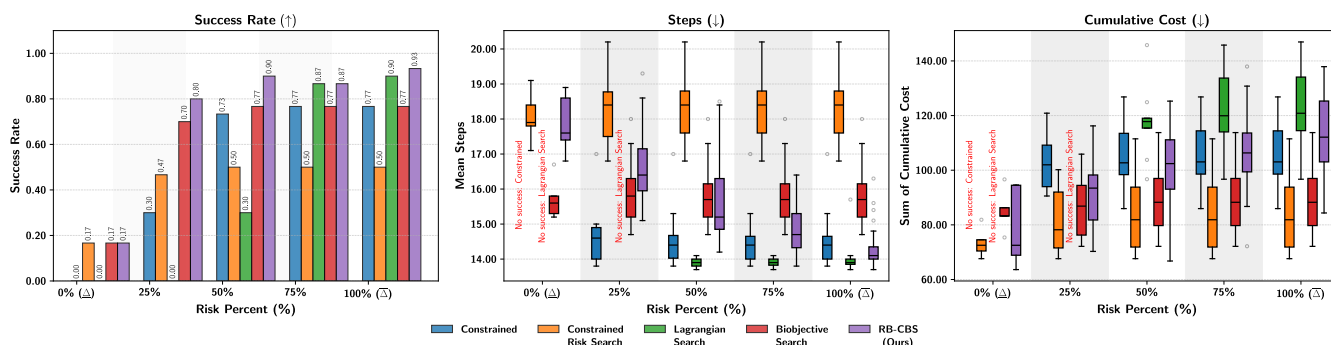 Success Rate (↑)
Success Rate
1.00
0.80
0.60
0.40
0.20
0.00
0.00
0.17
0.00
0.17
0.17
0.30
0.47
0.00
0.70
0.80
0.73
0.50
0.30
0.77
0.90
0.77
0.50
0.87
0.77
0.87
0.77
0.50
0.90
0.77
0.93
0% (Δ)
25%
50%
75%
100% (Δ)
Risk Percent (%)
Steps (↓)
Mean Steps
20.00
19.00
18.00
17.00
16.00
15.00
14.00
No success: Constrained
No success: Lagrangian Search
No success: Lagrangian Search
0% (Δ)
25%
50%
75%
100% (Δ)
Risk Percent (%)
Cumulative Cost (↓)
Sum of Cumulative Cost
140.00
120.00
100.00
80.00
60.00
No success: Constrained
No success: Lagrangian Search
No success: Lagrangian Search
0% (Δ)
25%
50%
75%
100% (Δ)
Risk Percent (%)
Constrained
Constrained
Risk Search
Lagrangian
Search
Biobjective
Search
RB-CBS
(Ours)